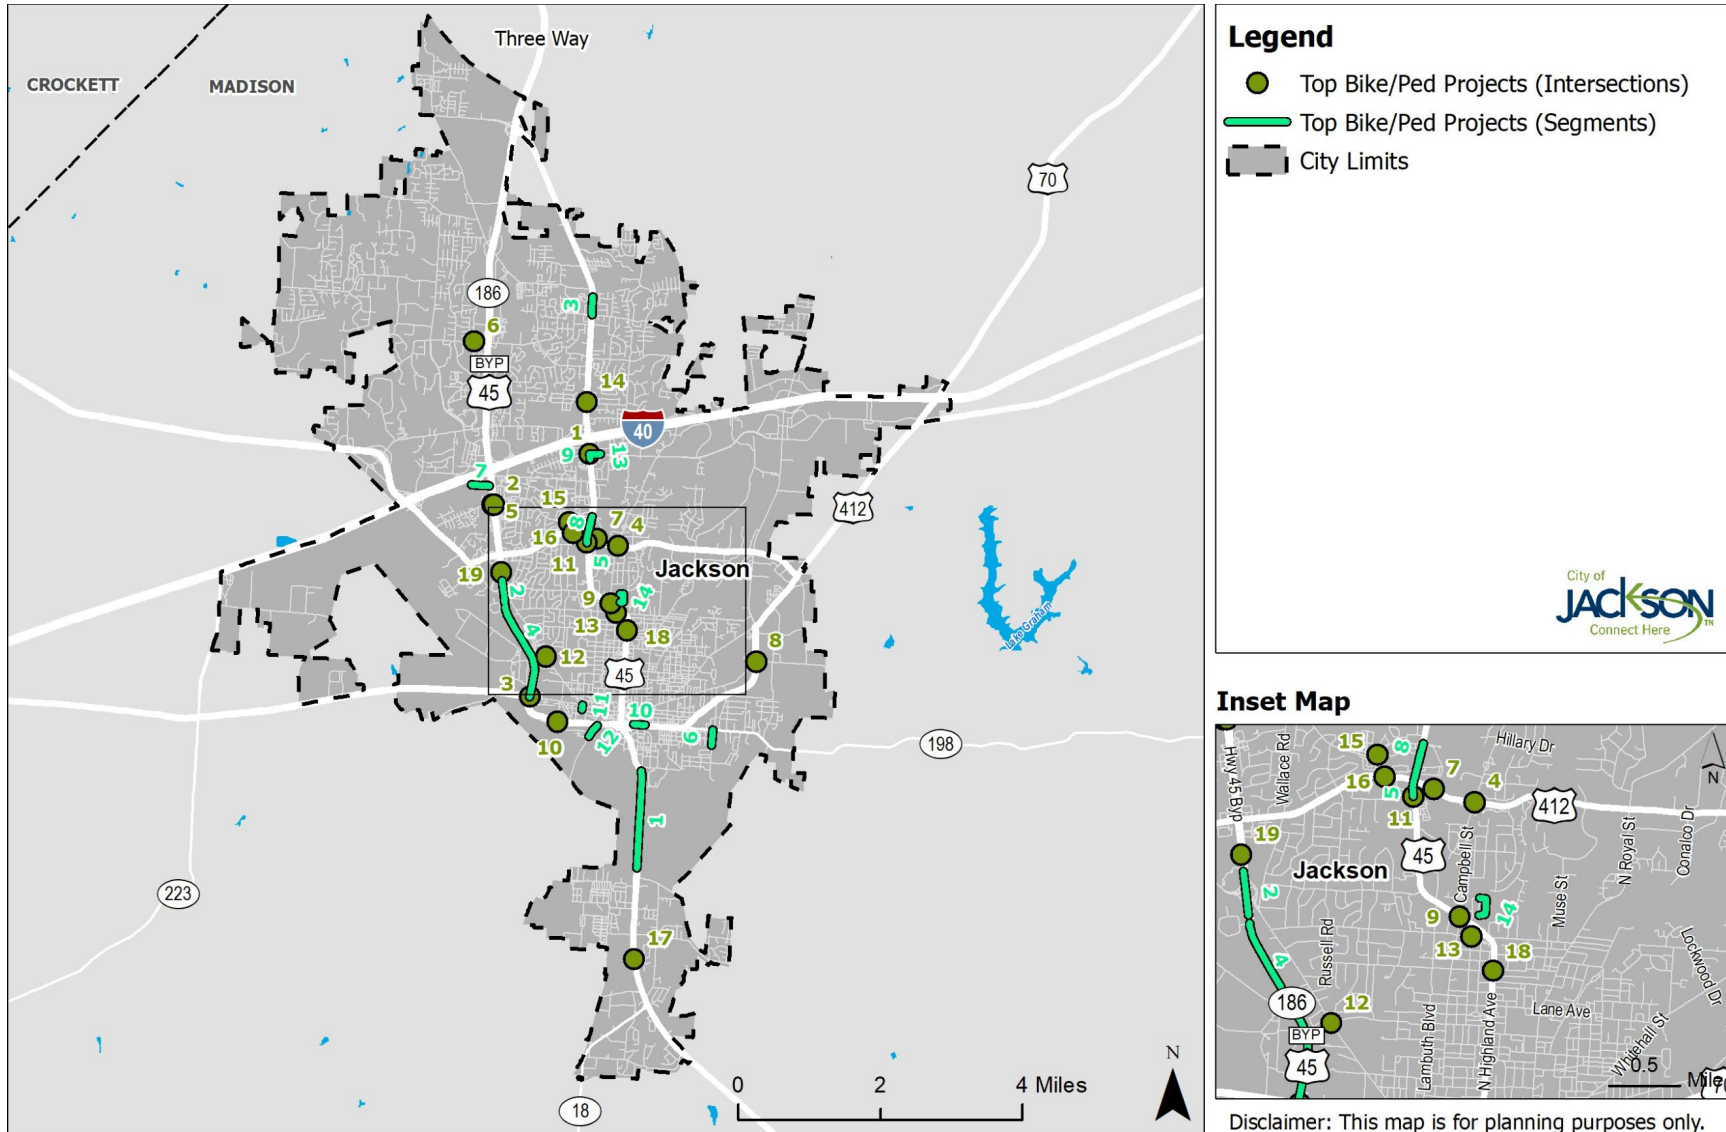 Three Way
CROCKETT
MADISON
70
186
3
6
BYP
45
14
1
40
9
13
7
2
5
15
8
7
4
412
16
11
5
Jackson
19
2
9
14
13
18
4
12
8
3
45
Lake Graham
11
10
10
12
6
198
1
223
17
18
N
0 2 4 Miles
Legend
Top Bike/Ped Projects (Intersections)
Top Bike/Ped Projects (Segments)
City Limits
City of
JACKSON
TN
Connect Here
Inset Map
Hwy 45 Byp
Wallace Rd
15
8
Hillary Dr
16
7
5
4
412
N
11
19
45
Campbell St
N Royal St
Conalco Dr
Jackson
2
9
14
Muse St
13
18
Russell Rd
4
Lockwood Dr
186
12
BYP
45
Lambuth Blvd
N Highland Ave
Lane Ave
Whitehall St
0.5
Mile
70
Disclaimer: This map is for planning purposes only.